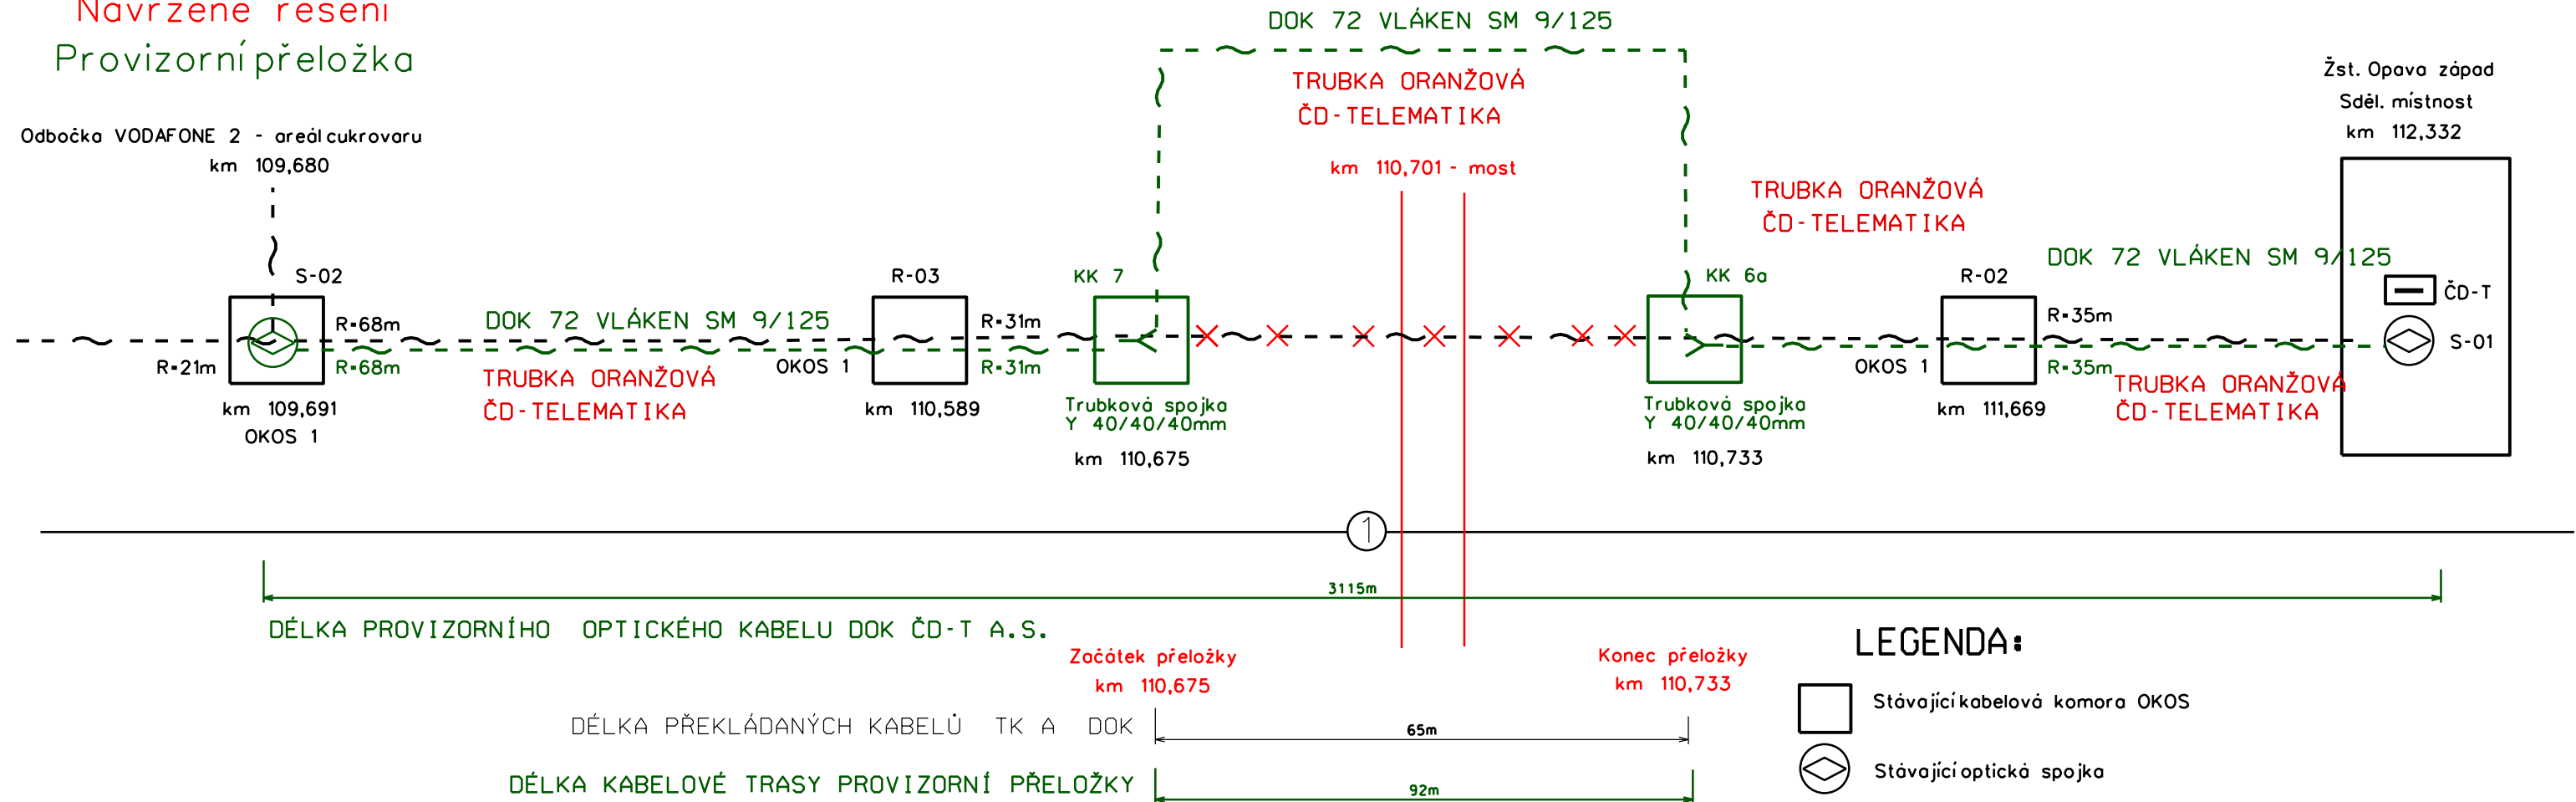 Navržené řešení
Provizorní přeložka
DOK 72 VLÁKEN SM 9/125
TRUBKA ORANŽOVÁ
ČD-TELEMATIKA
km 110,701 - most
Žst. Opava západ
Sděl. místnost
km 112,332
Odbočka VODAFONE 2 - areál cukrovaru
km 109,680
TRUBKA ORANŽOVÁ
ČD-TELEMATIKA
DOK 72 VLÁKEN SM 9/125
S-02
R-03
KK 7
KK 6a
R-02
ČD-T
R=68m
DOK 72 VLÁKEN SM 9/125
R=31m
R=35m
S-01
R=21m
R=68m
OKOS 1
R=31m
OKOS 1
R=35m
TRUBKA ORANŽOVÁ
ČD-TELEMATIKA
TRUBKA ORANŽOVÁ
ČD-TELEMATIKA
km 109,691
OKOS 1
km 110,589
Trubková spojka
Y 40/40/40mm
km 110,675
Trubková spojka
Y 40/40/40mm
km 110,733
km 111,669
1
3115m
DÉLKA PROVIZORNÍHO OPTICKÉHO KABELU DOK ČD-T A.S.
Začátek přeložky
km 110,675
Konec přeložky
km 110,733
DÉLKA PŘEKLÁDANÝCH KABELŮ TK A DOK
65m
DÉLKA KABELOVÉ TRASY PROVIZORNÍ PŘELOŽKY
92m
LEGENDA:
Stávající kabelová komora OKOS
Stávající optická spojka